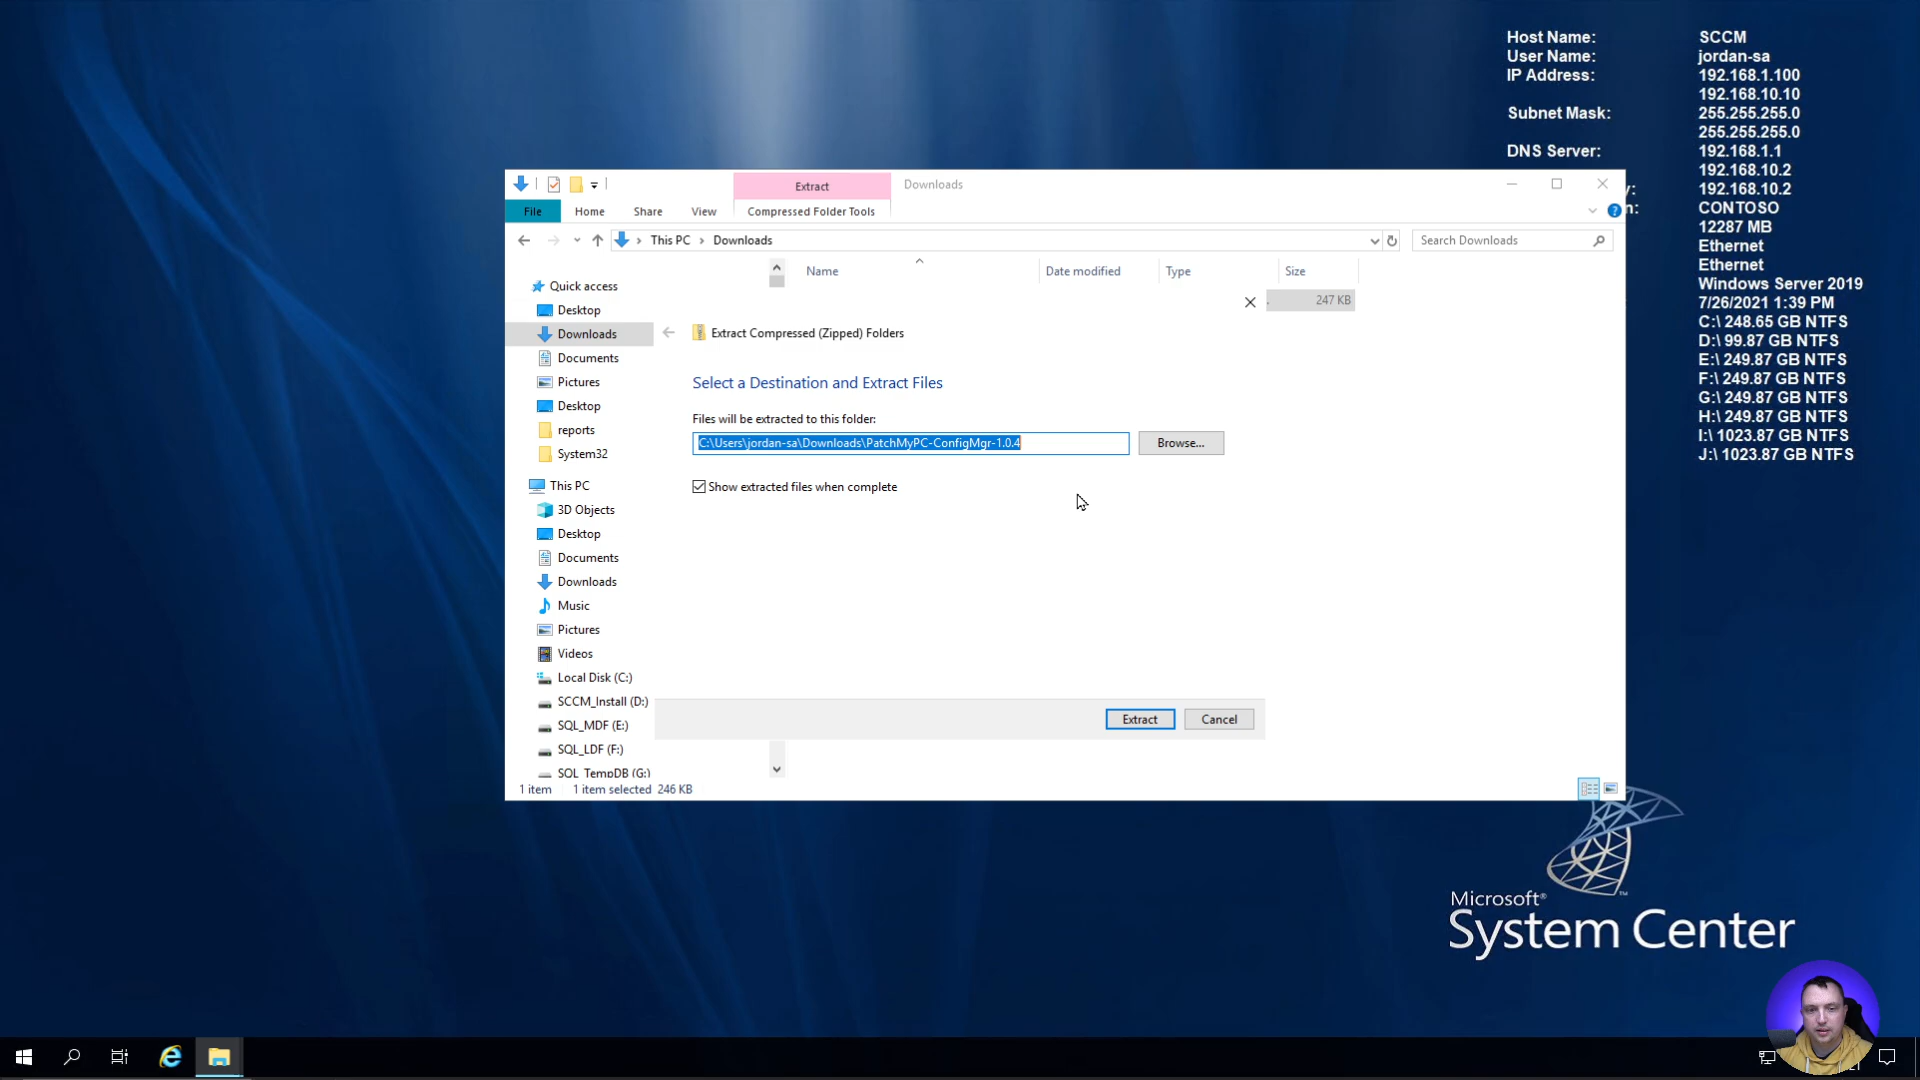 Host Name: SCCM
User Name: jordan-sa
IP Address: 192.168.1.100
192.168.10.10
Subnet Mask: 255.255.255.0
255.255.255.0
DNS Server: 192.168.1.1
192.168.10.2
y: 192.168.10.2
n: CONTOSO
12287 MB
Ethernet
Ethernet
Windows Server 2019
7/26/2021 1:39 PM
C:\ 248.65 GB NTFS
D:\ 99.87 GB NTFS
E:\ 249.87 GB NTFS
F:\ 249.87 GB NTFS
G:\ 249.87 GB NTFS
H:\ 249.87 GB NTFS
I:\ 1023.87 GB NTFS
J:\ 1023.87 GB NTFS
Extract Downloads
File Home Share View Compressed Folder Tools
This PC > Downloads Search Downloads
Name Date modified Type Size
247 KB
Quick access
Desktop
Downloads
Documents
Pictures
Desktop
reports
System32
This PC
3D Objects
Desktop
Documents
Downloads
Music
Pictures
Videos
Local Disk (C:)
SCCM_Install (D:)
SQL_MDF (E:)
SQL_LDF (F:)
SQL_TempDB (G:)
Extract Compressed (Zipped) Folders
Select a Destination and Extract Files
Files will be extracted to this folder:
C:\Users\jordan-sa\Downloads\PatchMyPC-ConfigMgr-1.0.4 Browse...
Show extracted files when complete
Extract Cancel
1 item 1 item selected 246 KB
Microsoft®
System Center